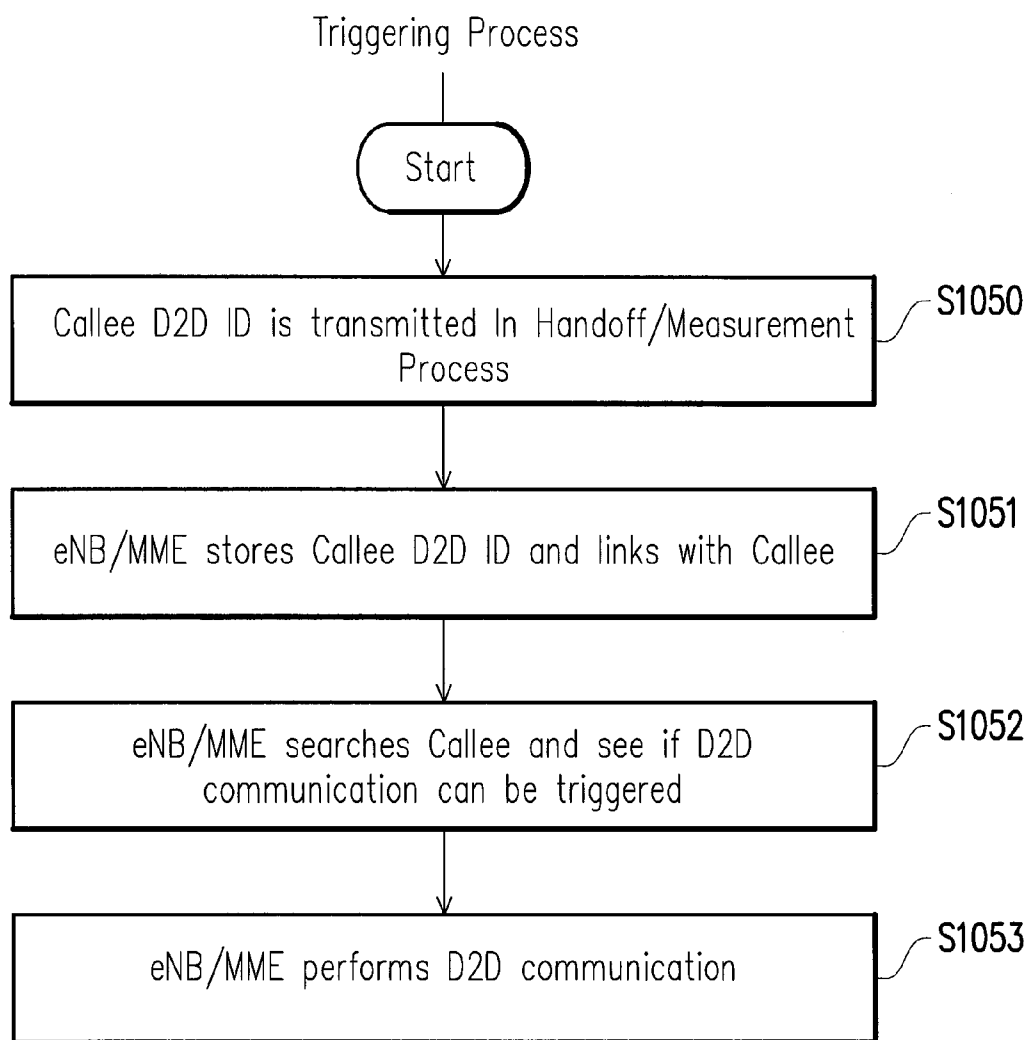 Triggering Process
Start
Callee D2D ID is transmitted In Handoff/Measurement
Process
S1050
eNB/MME stores Callee D2D ID and links with Callee
S1051
eNB/MME searches Callee and see if D2D
communication can be triggered
S1052
eNB/MME performs D2D communication
S1053